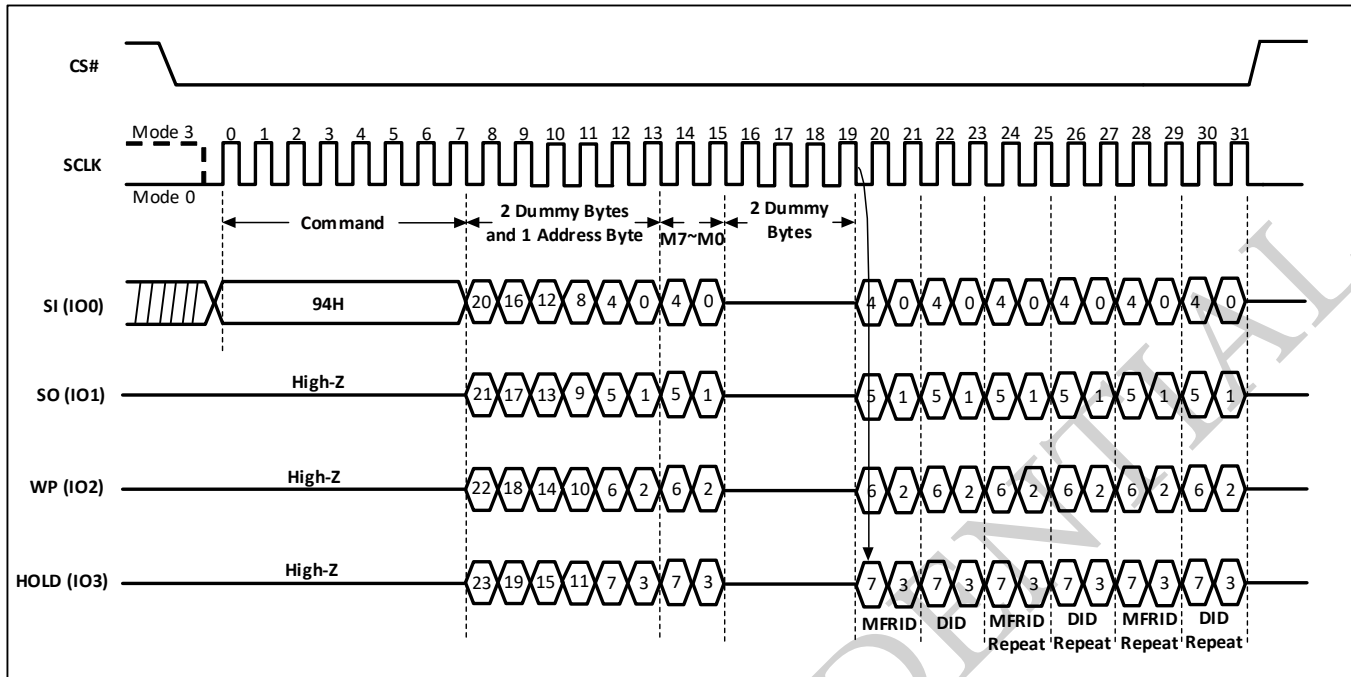 CS#
Mode 3
0 1 2 3 4 5 6 7 8 9 10 11 12 13 14 15 16 17 18 19 20 21 22 23 24 25 26 27 28 29 30 31
SCLK
Mode 0
Command
2 Dummy Bytes
and 1 Address Byte
M7~M0
2 Dummy
Bytes
SI (IO0) 94H 20 16 12 8 4 0 4 0 4 0 4 0 4 0 4 0 4 0 4 0
SO (IO1) High-Z 21 17 13 9 5 1 5 1 5 1 5 1 5 1 5 1 5 1 5 1
WP (IO2) High-Z 22 18 14 10 6 2 6 2 6 2 6 2 6 2 6 2 6 2 6 2
HOLD (IO3) High-Z 23 19 15 11 7 3 7 3 7 3 7 3 7 3 7 3 7 3 7 3
MFRID DID MFRID DID MFRID DID
Repeat Repeat Repeat Repeat
DENTIAL